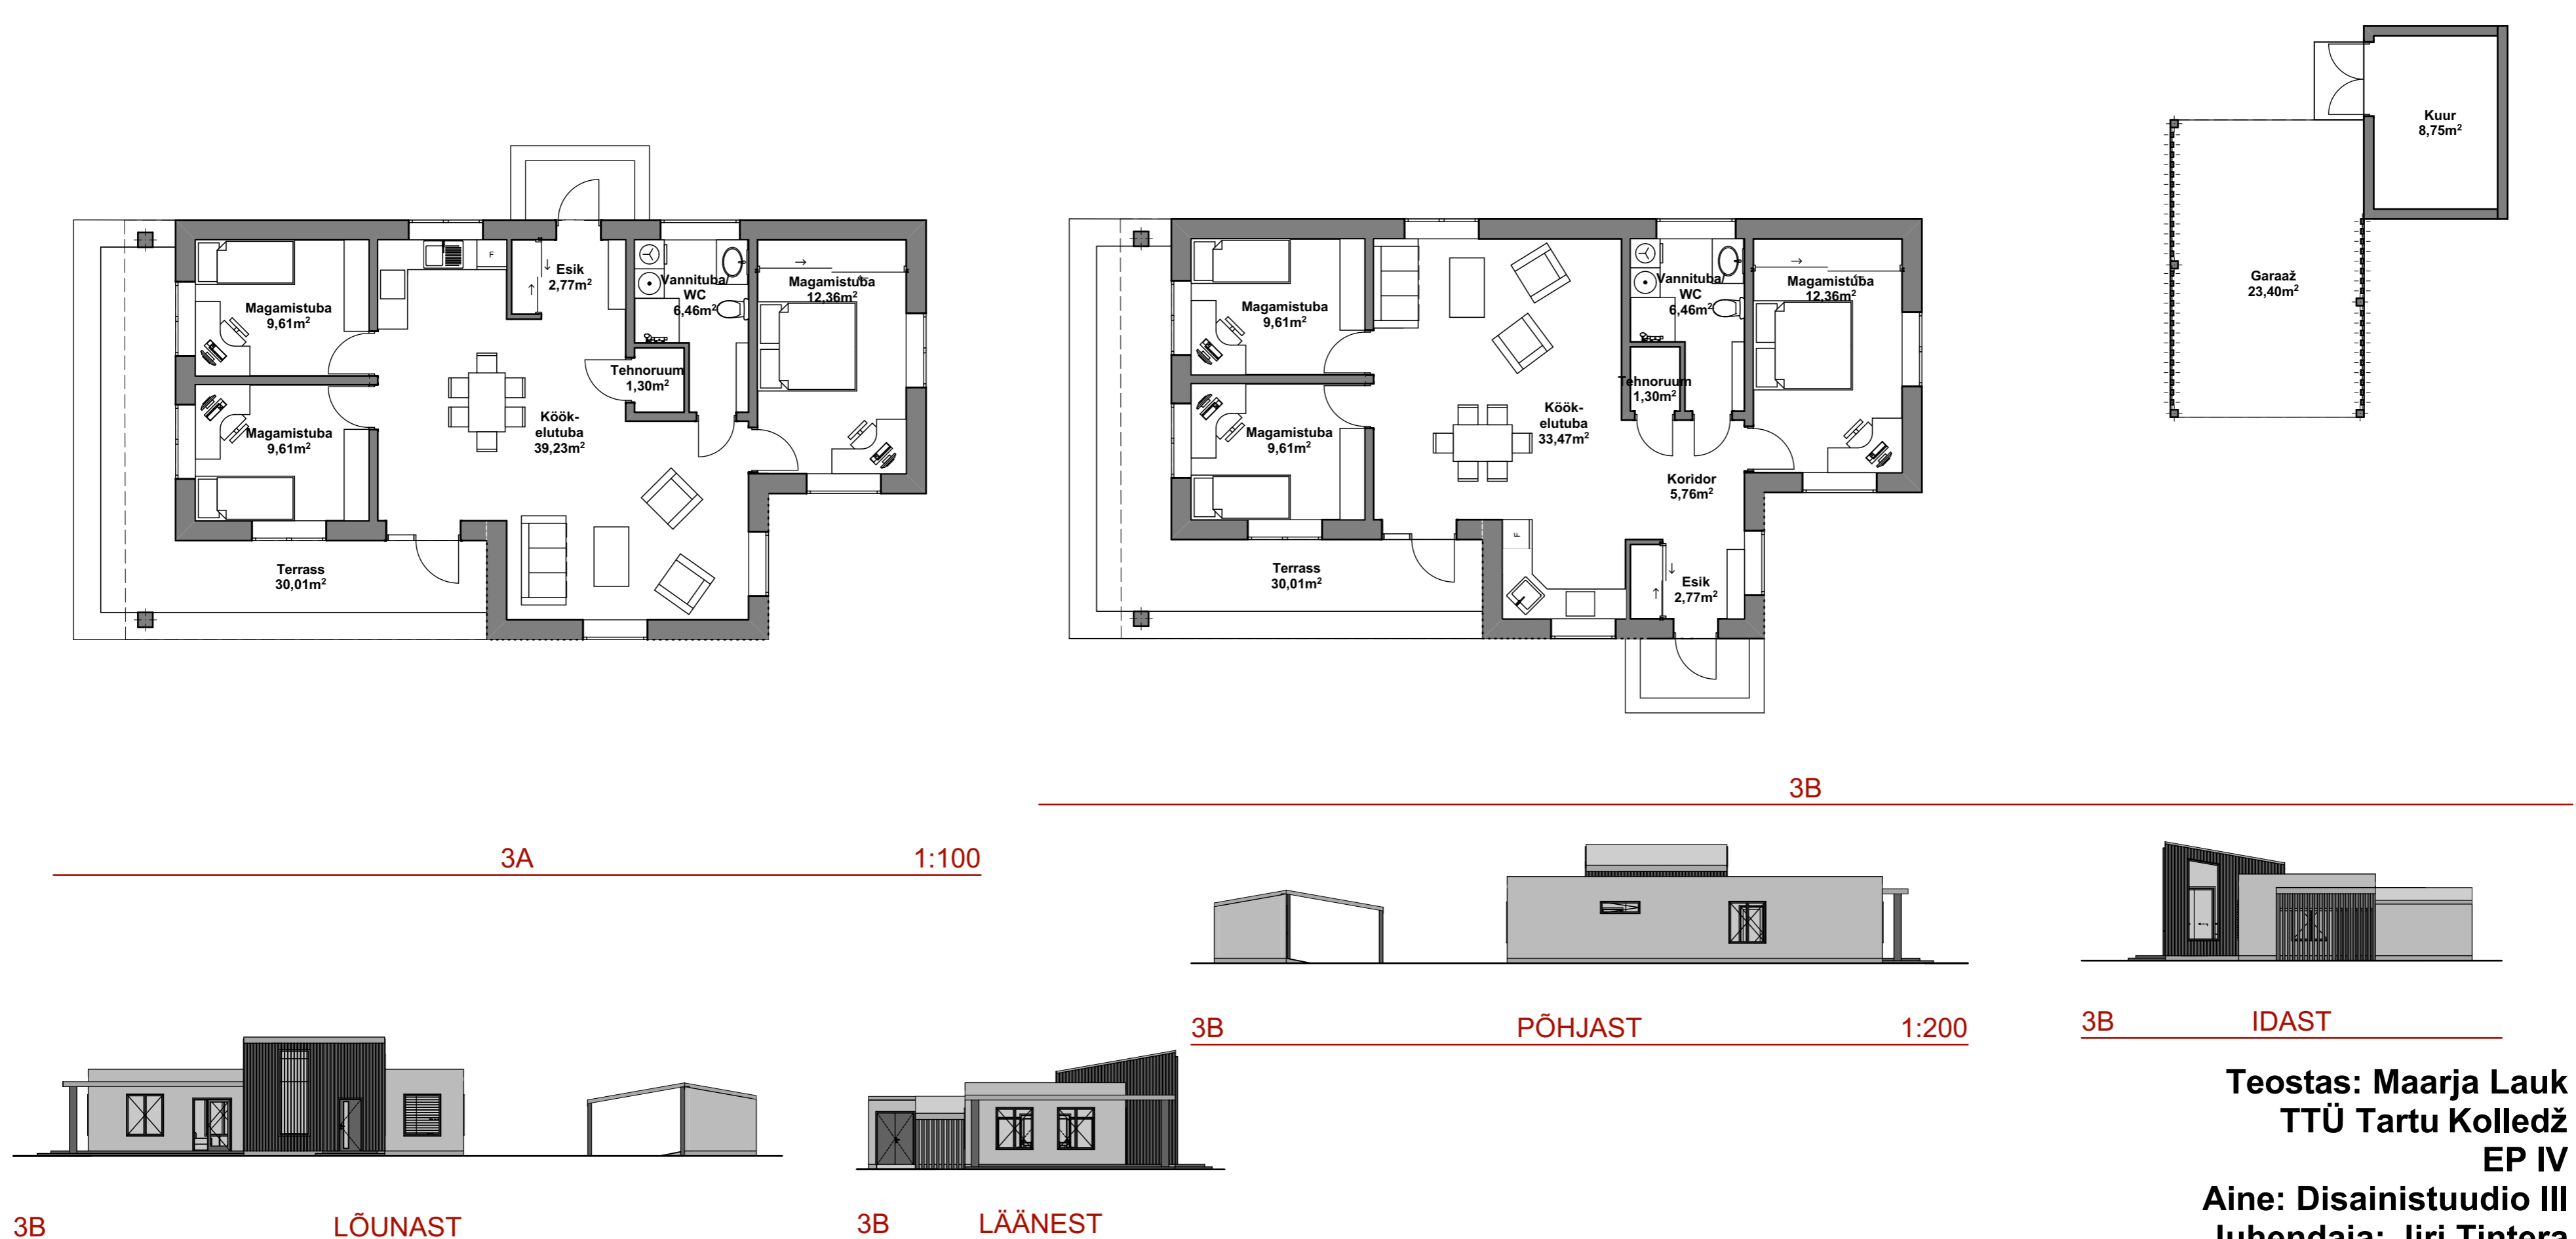 Magamistuba
9,61m²
Magamistuba
9,61m²
F
Esik
2,77m²
Vannituba/
WC
6,46m²
Magamistuba
12,36m²
Tehnoruum
1,30m²
Köök-
elutuba
39,23m²
Terrass
30,01m²
3A 1:100
Magamistuba
9,61m²
Magamistuba
9,61m²
Vannituba/
WC
6,46m²
Magamistuba
12,36m²
Tehnoruum
1,30m²
Köök-
elutuba
33,47m²
Koridor
5,76m²
F
Esik
2,77m²
Terrass
30,01m²
Kuur
8,75m²
Garaaž
23,40m²
3B
3B PÕHJAST 1:200
3B IDAST
3B LÕUNAST
3B LÄÄNEST
Teostas: Maarja Lauk
TTÜ Tartu Kolledž
EP IV
Aine: Disainistuudio III
Juhendaja: Jiri Tintera